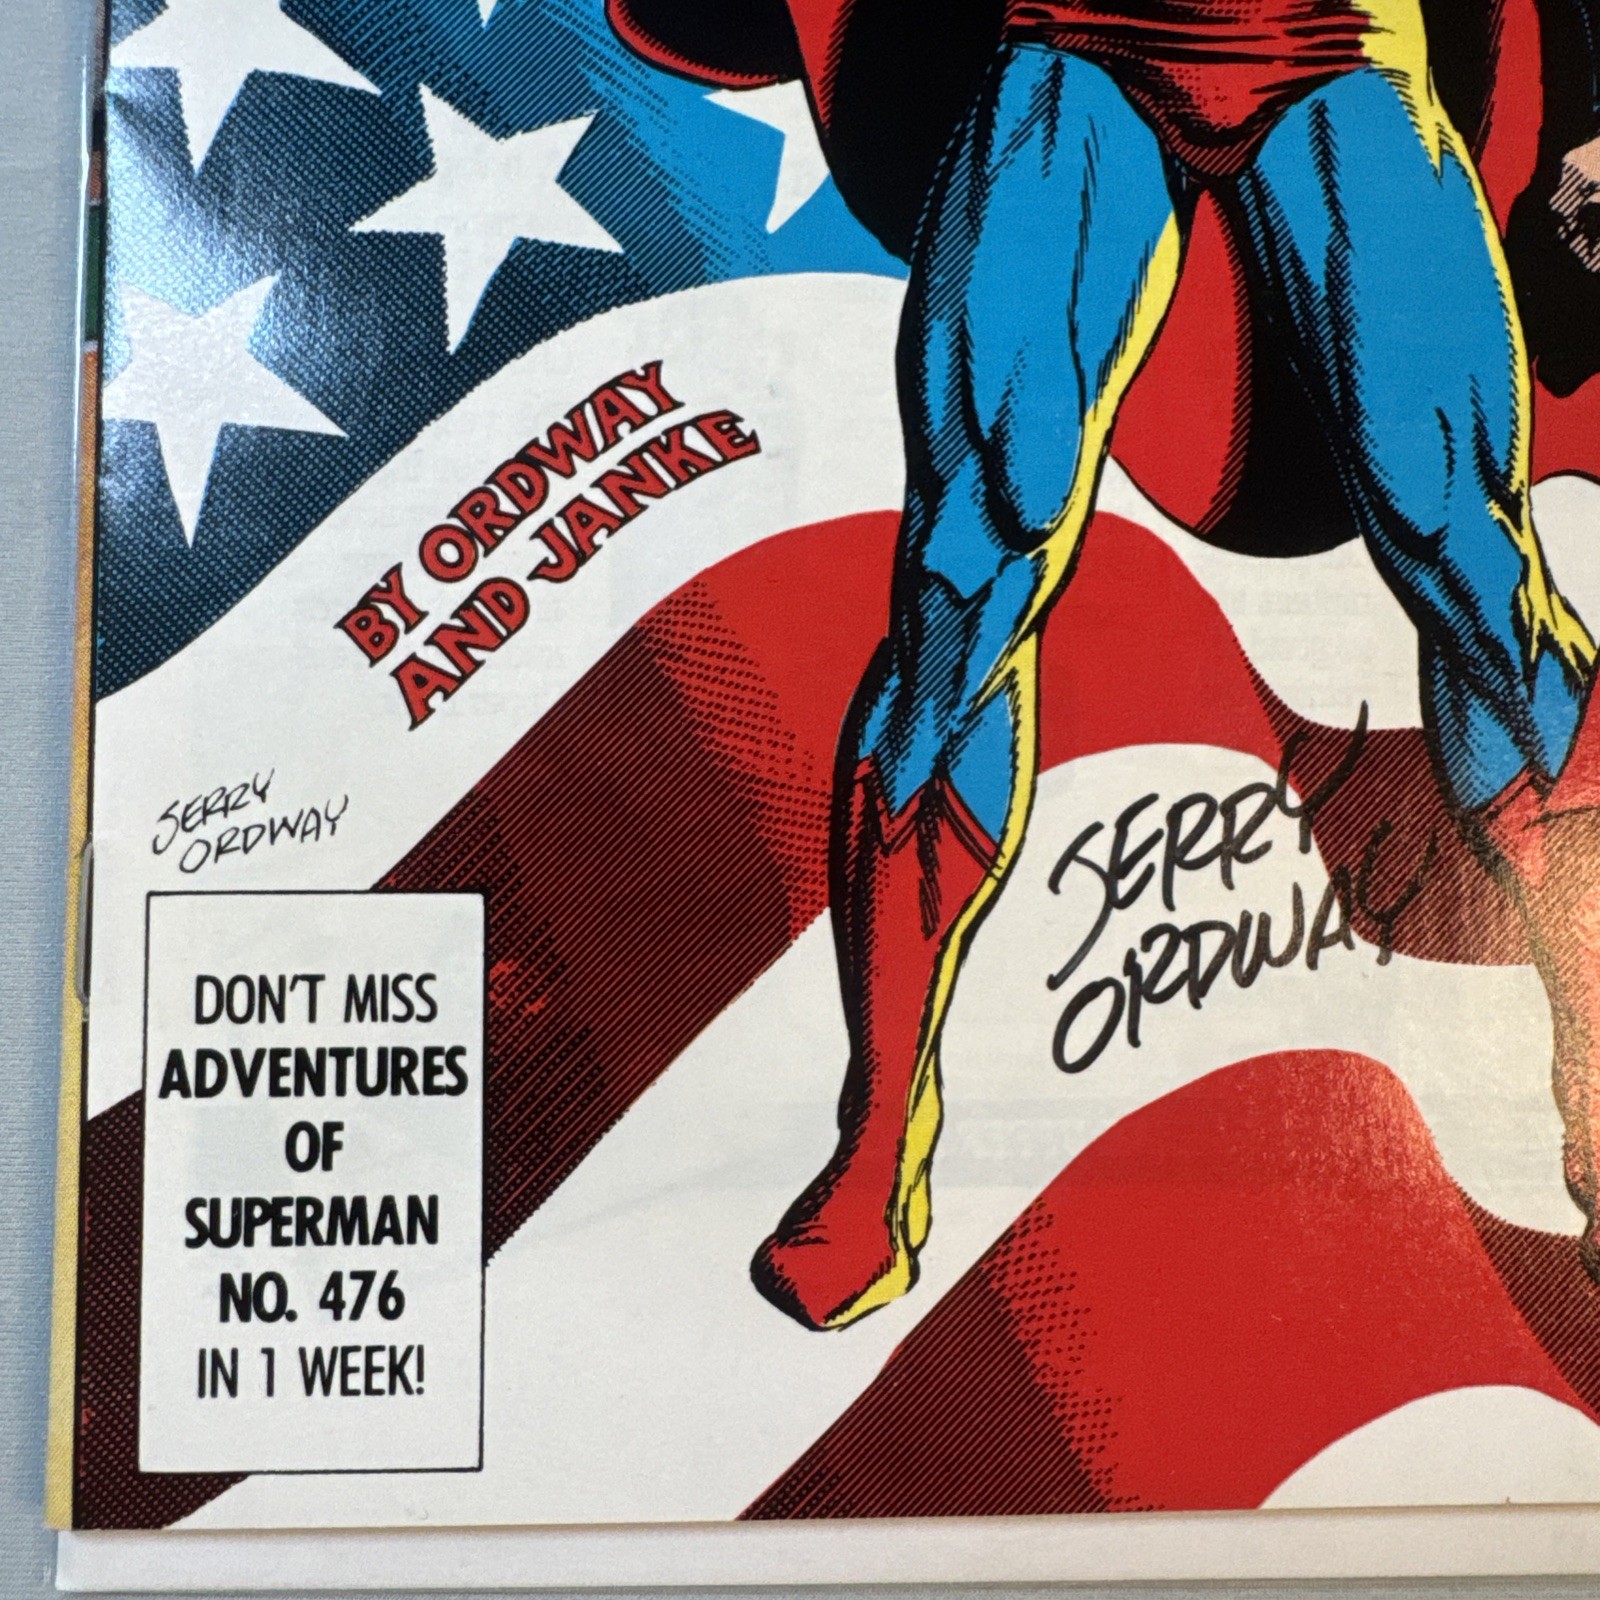 BY ORDWAY
AND JANKE
JERRY
ORDWAY
JERRY
ORDWAY
DON'T MISS
ADVENTURES
OF
SUPERMAN
NO. 476
IN 1 WEEK!